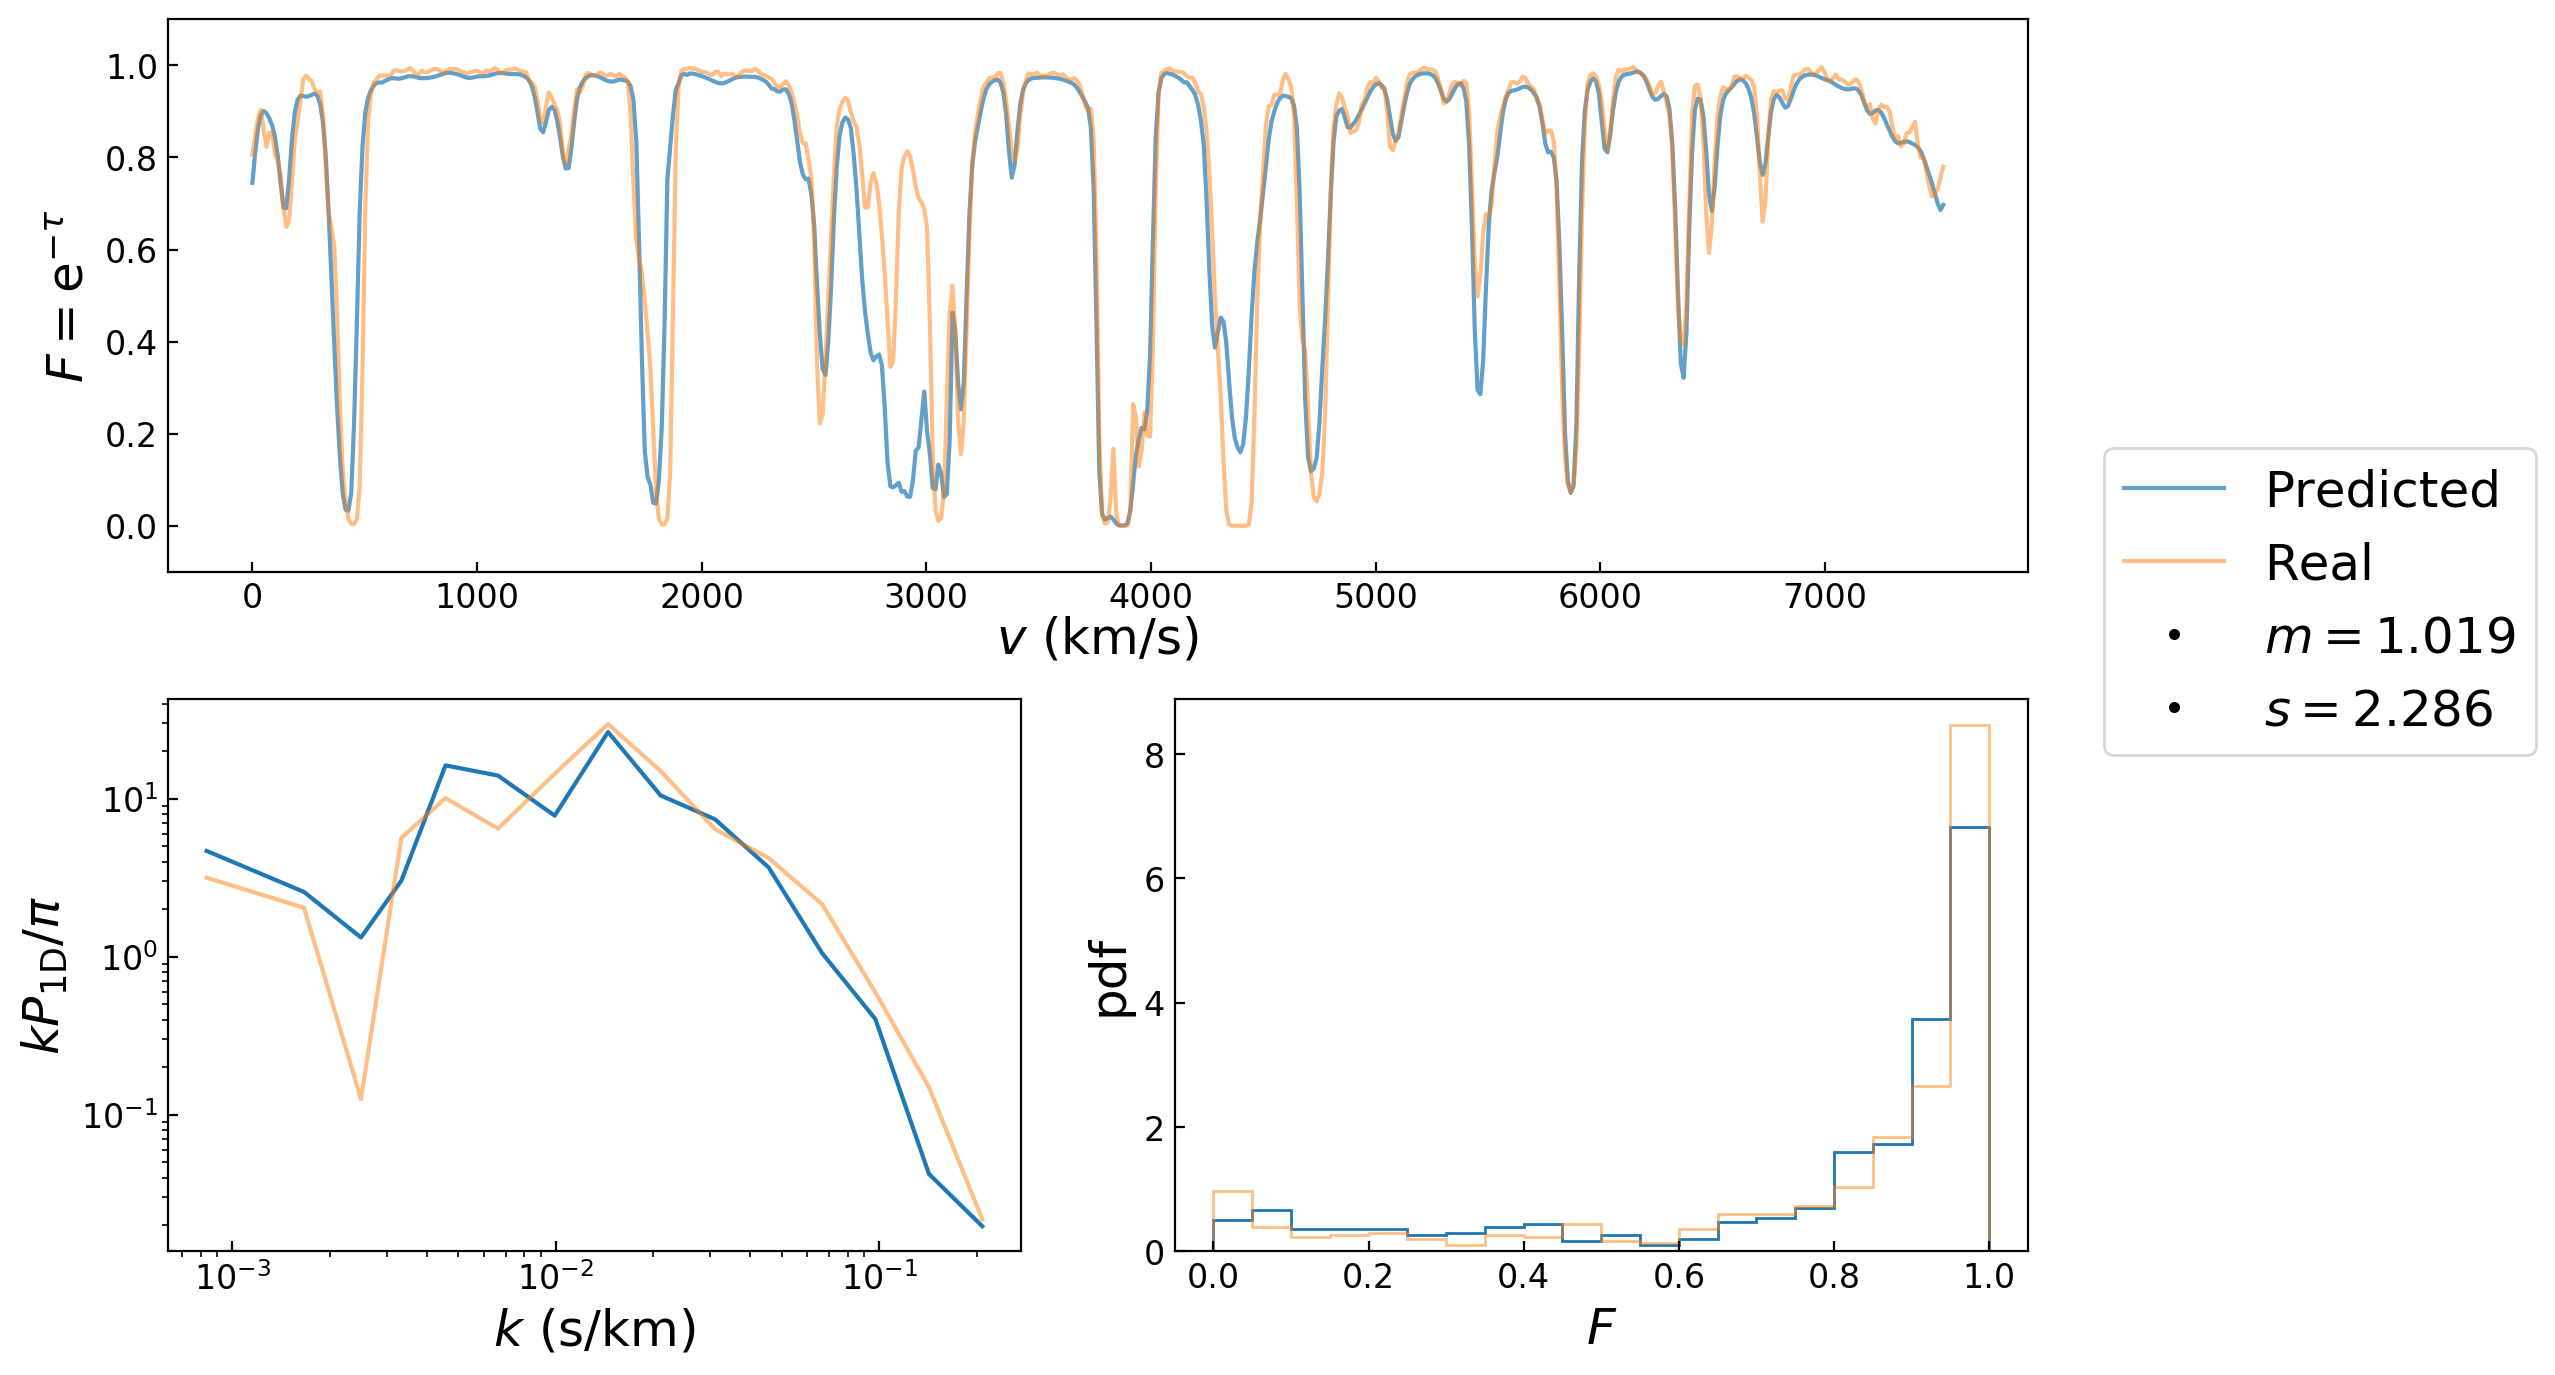 F = e^{−τ}
1.0
0.8
0.6
0.4
0.2
0.0
0 1000 2000 3000 4000 5000 6000 7000
v (km/s)
Predicted
Real
m = 1.019
s = 2.286
kP_{1D}/π
10^1
10^0
10^{−1}
10^{−3} 10^{−2} 10^{−1}
k (s/km)
pdf
8
6
4
2
0
0.0 0.2 0.4 0.6 0.8 1.0
F